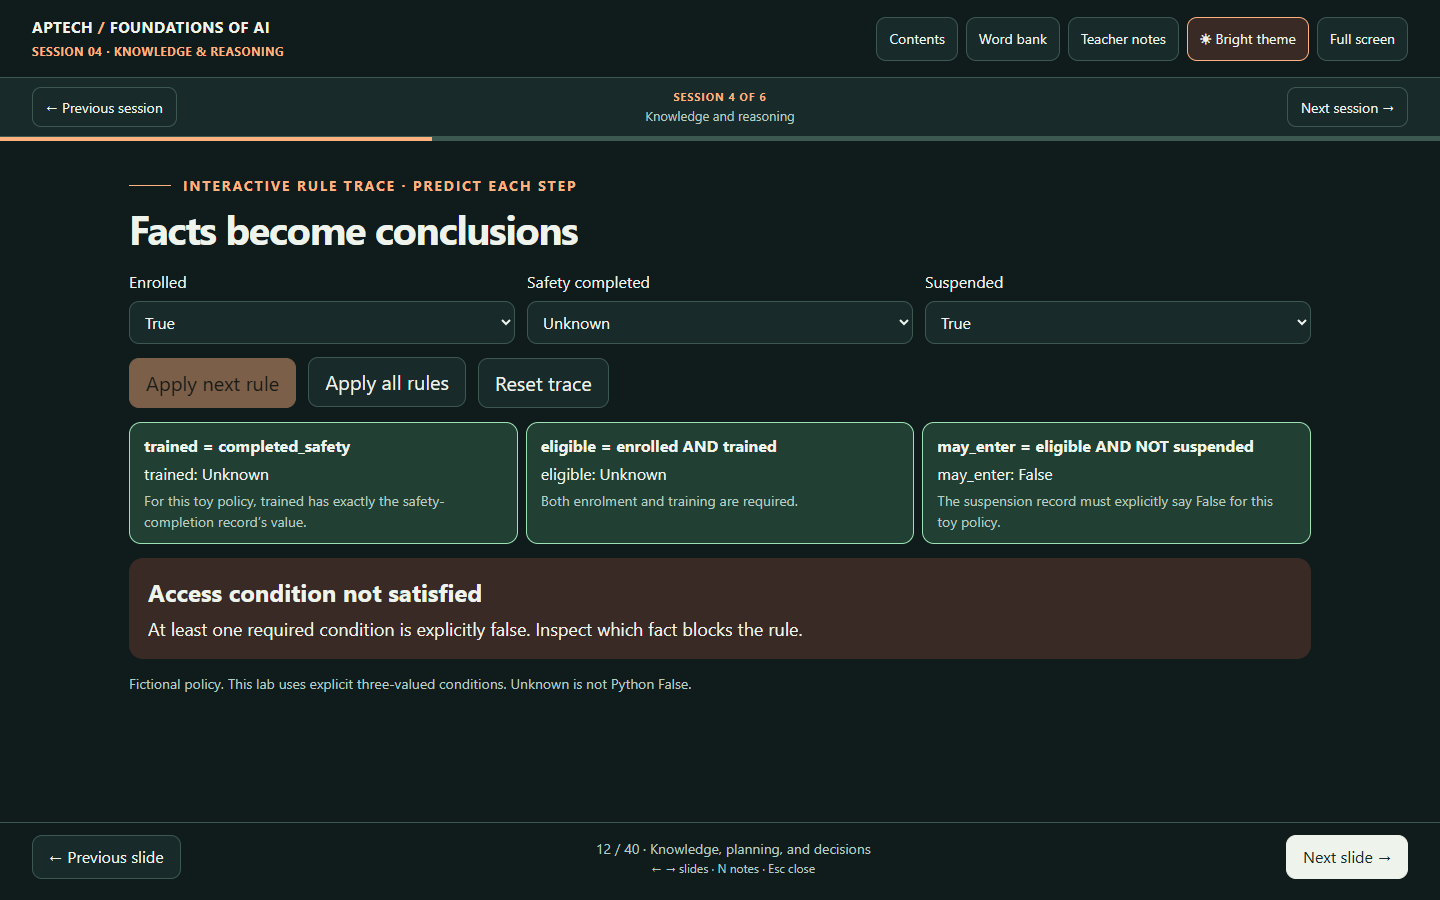 APTECH / FOUNDATIONS OF AI
SESSION 04 · KNOWLEDGE & REASONING
Contents
Word bank
Teacher notes
☀ Bright theme
Full screen
← Previous session
SESSION 4 OF 6
Knowledge and reasoning
Next session →
INTERACTIVE RULE TRACE · PREDICT EACH STEP
Facts become conclusions
Enrolled
Safety completed
Suspended
True
Unknown
True
Apply next rule
Apply all rules
Reset trace
trained = completed_safety
trained: Unknown
For this toy policy, trained has exactly the safety-
completion record's value.
eligible = enrolled AND trained
eligible: Unknown
Both enrolment and training are required.
may_enter = eligible AND NOT suspended
may_enter: False
The suspension record must explicitly say False for this
toy policy.
Access condition not satisfied
At least one required condition is explicitly false. Inspect which fact blocks the rule.
Fictional policy. This lab uses explicit three-valued conditions. Unknown is not Python False.
← Previous slide
12 / 40 · Knowledge, planning, and decisions
← → slides · N notes · Esc close
Next slide →